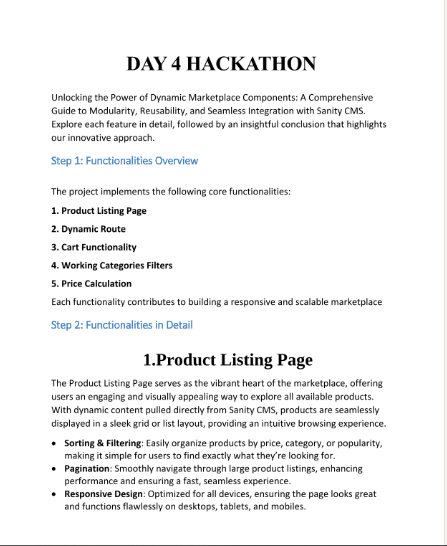 DAY 4 HACKATHON
Unlocking the Power of Dynamic Marketplace Components: A Comprehensive
Guide to Modularity, Reusability, and Seamless Integration with Sanity CMS.
Explore each feature in detail, followed by an insightful conclusion that highlights
our innovative approach.
Step 1: Functionalities Overview
The project implements the following core functionalities:
1. Product Listing Page
2. Dynamic Route
3. Cart Functionality
4. Working Categories Filters
5. Price Calculation
Each functionality contributes to building a responsive and scalable marketplace
Step 2: Functionalities in Detail
1.Product Listing Page
The Product Listing Page serves as the vibrant heart of the marketplace, offering
users an engaging and visually appealing way to explore all available products.
With dynamic content pulled directly from Sanity CMS, products are seamlessly
displayed in a sleek grid or list layout, providing an intuitive browsing experience.
• Sorting & Filtering: Easily organize products by price, category, or popularity,
making it simple for users to find exactly what they’re looking for.
• Pagination: Smoothly navigate through large product listings, enhancing
performance and ensuring a fast, seamless experience.
• Responsive Design: Optimized for all devices, ensuring the page looks great
and functions flawlessly on desktops, tablets, and mobiles.